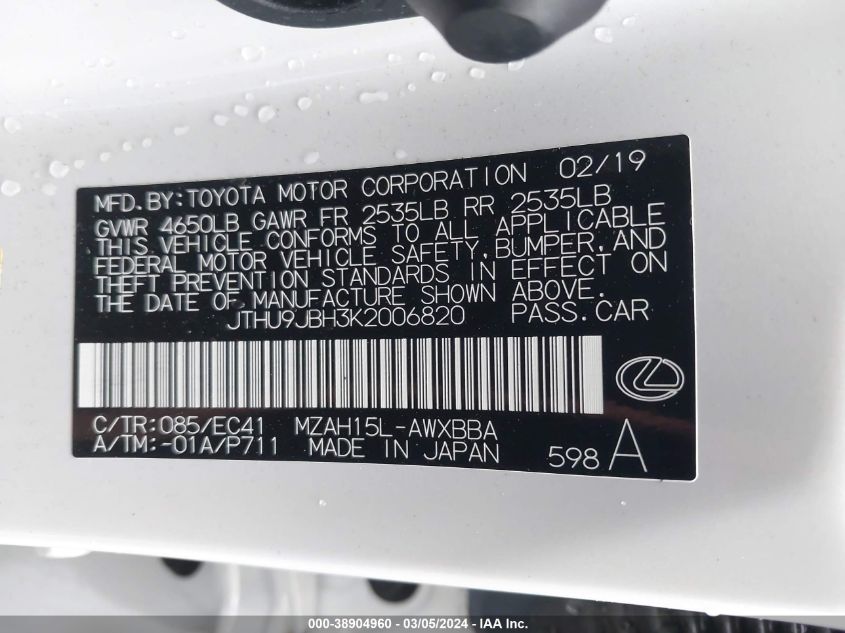 MFD. BY: TOYOTA MOTOR CORPORATION 02/19
GVWR 4650LB GAWR FR 2535LB RR 2535LB
THIS VEHICLE CONFORMS TO ALL APPLICABLE
FEDERAL MOTOR VEHICLE SAFETY, BUMPER, AND
THEFT PREVENTION STANDARDS IN EFFECT ON
THE DATE OF MANUFACTURE SHOWN ABOVE.
JTHU9JBH3K2006820 PASS. CAR
C/TR: 085/EC41 MZAH15L-AWXBBA
A/TM: -01A/P711 MADE IN JAPAN 598 A
000-38904960 - 03/05/2024 - IAA Inc.